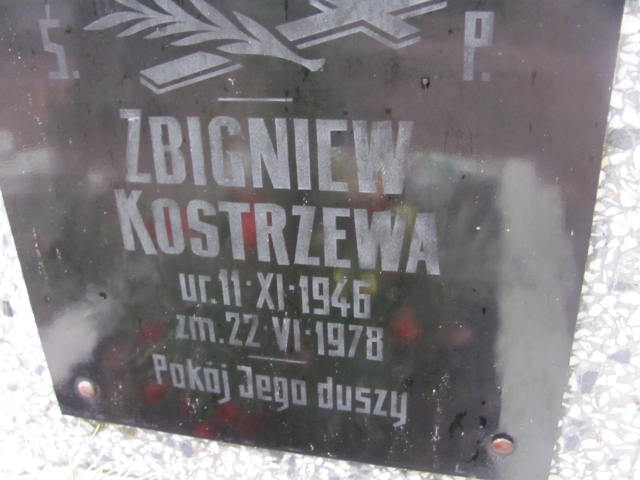 Ś. P.
ZBIGNIEW
KOSTRZEWA
ur. 11·XI·1946
zm. 22·VI·1978
Pokój Jego duszy